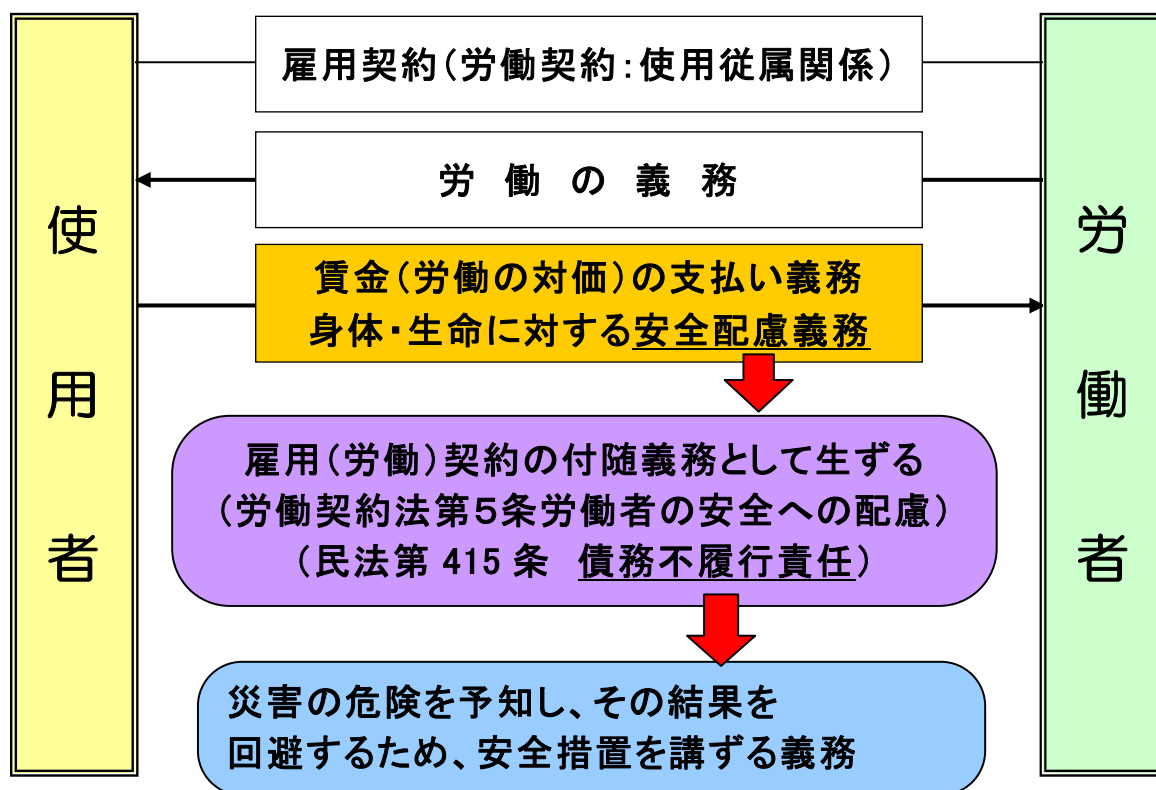 使用者
雇用契約（労働契約：使用従属関係）
労働の義務
賃金（労働の対価）の支払い義務
身体・生命に対する安全配慮義務
雇用（労働）契約の付随義務として生ずる
（労働契約法第５条労働者の安全への配慮）
（民法第 415 条　債務不履行責任）
災害の危険を予知し、その結果を
回避するため、安全措置を講ずる義務
労働者